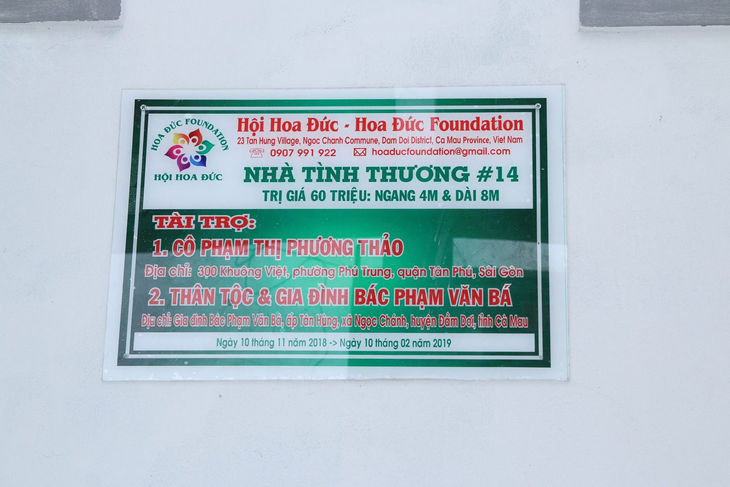 HOA ĐỨC FOUNDATION
HỘI HOA ĐỨC
Hội Hoa Đức - Hoa Đức Foundation
23 Tan Hung Village, Ngoc Chanh Commune, Dam Doi District, Ca Mau Province, Viet Nam
0907 991 922 hoaducfoundation@gmail.com
NHÀ TÌNH THƯƠNG #14
TRỊ GIÁ 60 TRIỆU: NGANG 4M & DÀI 8M
TÀI TRỢ:
1. CÔ PHẠM THỊ PHƯƠNG THẢO
Địa chỉ: 300 Khuông Việt, phường Phú Trung, quận Tân Phú, Sài Gòn
2. THÂN TỘC & GIA ĐÌNH BÁC PHẠM VĂN BÁ
Địa chỉ: Gia đình Bác Phạm Văn Bá, ấp Tân Hùng, xã Ngọc Chánh, huyện Đầm Dơi, tỉnh Cà Mau
Ngày 10 tháng 11 năm 2018 -> Ngày 10 tháng 02 năm 2019